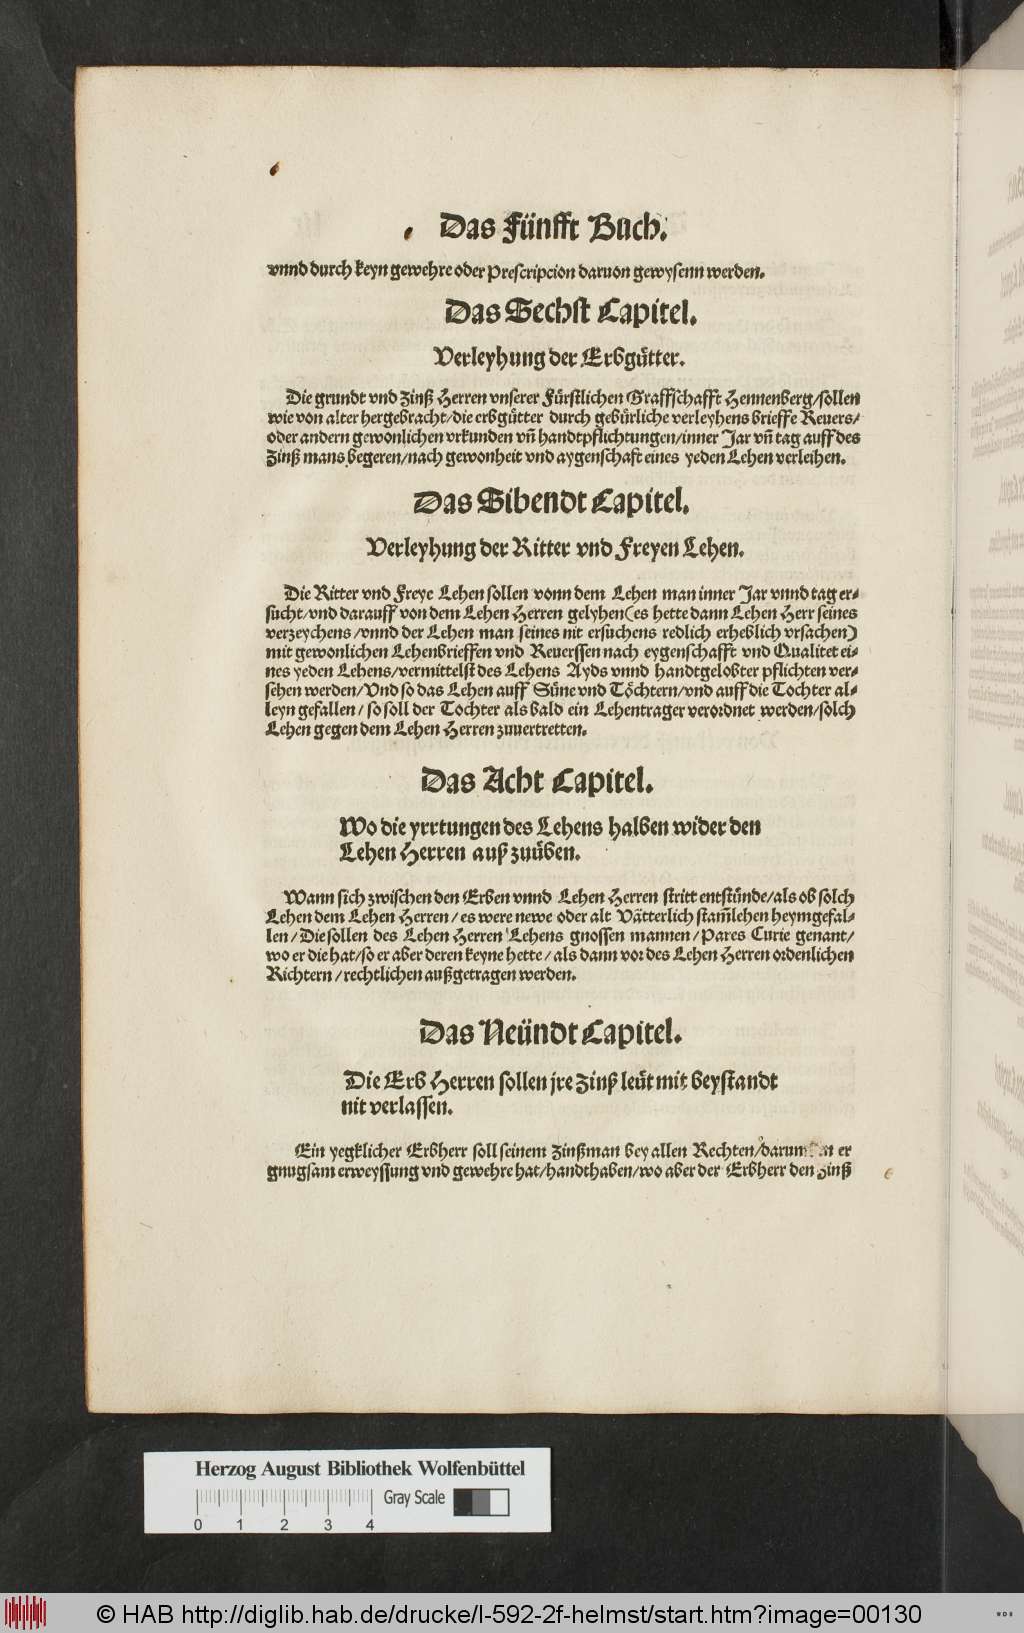 Das Fünfft Buch.
vnnd durch keyn gewehre oder Prescripcion daruon gewysenn werden.
Das Sechst Capitel.
Verleyhung der Erbgütter.
Die grundt vnd Zinß Herren vnserer Fürstlichen Graffschafft Hennenberg/sollen
wie von alter hergebracht/die erbgütter durch gebürliche verleyhens brieffe Reuers/
oder andern gewonlichen vrkunden vn̄ handtpflichtungen/inner Jar vn̄ tag auff des
Zinß mans begeren/nach gewonheit vnd aygenschaft eines yeden Lehen verleihen.
Das Sibendt Capitel.
Verleyhung der Ritter vnd Freyen Lehen.
Die Ritter vnd Freye Lehen sollen vonn dem Lehen man inner Jar vnnd tag er-
sucht/vnd darauff von dem Lehen Herren gelyhen(es hette dann Lehen Herr seines
verzeychens/vnnd der Lehen man seines nit ersuchens redlich erheblich vrsachen)
mit gewonlichen Lehenbrieffen vnd Reuerssen nach eygenschafft vnd Qualitet ei-
nes yeden Lehens/vermittelst des Lehens Ayds vnnd handtgelobter pflichten ver-
sehen werden/Vnd so das Lehen auff Süne vnd Töchtern/vnd auff die Tochter al-
leyn gefallen/so soll der Tochter als bald ein Lehentrager verordnet werden/solch
Lehen gegen dem Lehen Herren zuuertretten.
Das Acht Capitel.
Wo die yrrtungen des Lehens halben wider den
Lehen Herren auß zuüben.
Wann sich zwischen den Erben vnnd Lehen Herren stritt entstünde/als ob solch
Lehen dem Lehen Herren/es were newe oder alt Vätterlich stam̄lehen heymgefal-
len/Die sollen des Lehen Herren Lehens gnossen mannen/Pares Curie genant/
wo er die hat/so er aber deren keyne hette/als dann vor des Lehen Herren ordenlichen
Richtern/rechtlichen außgetragen werden.
Das Neündt Capitel.
Die Erb Herren sollen jre Zinß leüt mit beystandt
nit verlassen.
Ein yegklicher Erbherr soll seinem Zinßman bey allen Rechten/ er
gnugsam erweyssung vnd gewehre hat/handthaben/wo aber der Erbherr den Zinß
Herzog August Bibliothek Wolfenbüttel
Gray Scale
0 1 2 3 4
© HAB http://diglib.hab.de/drucke/l-592-2f-helmst/start.htm?image=00130